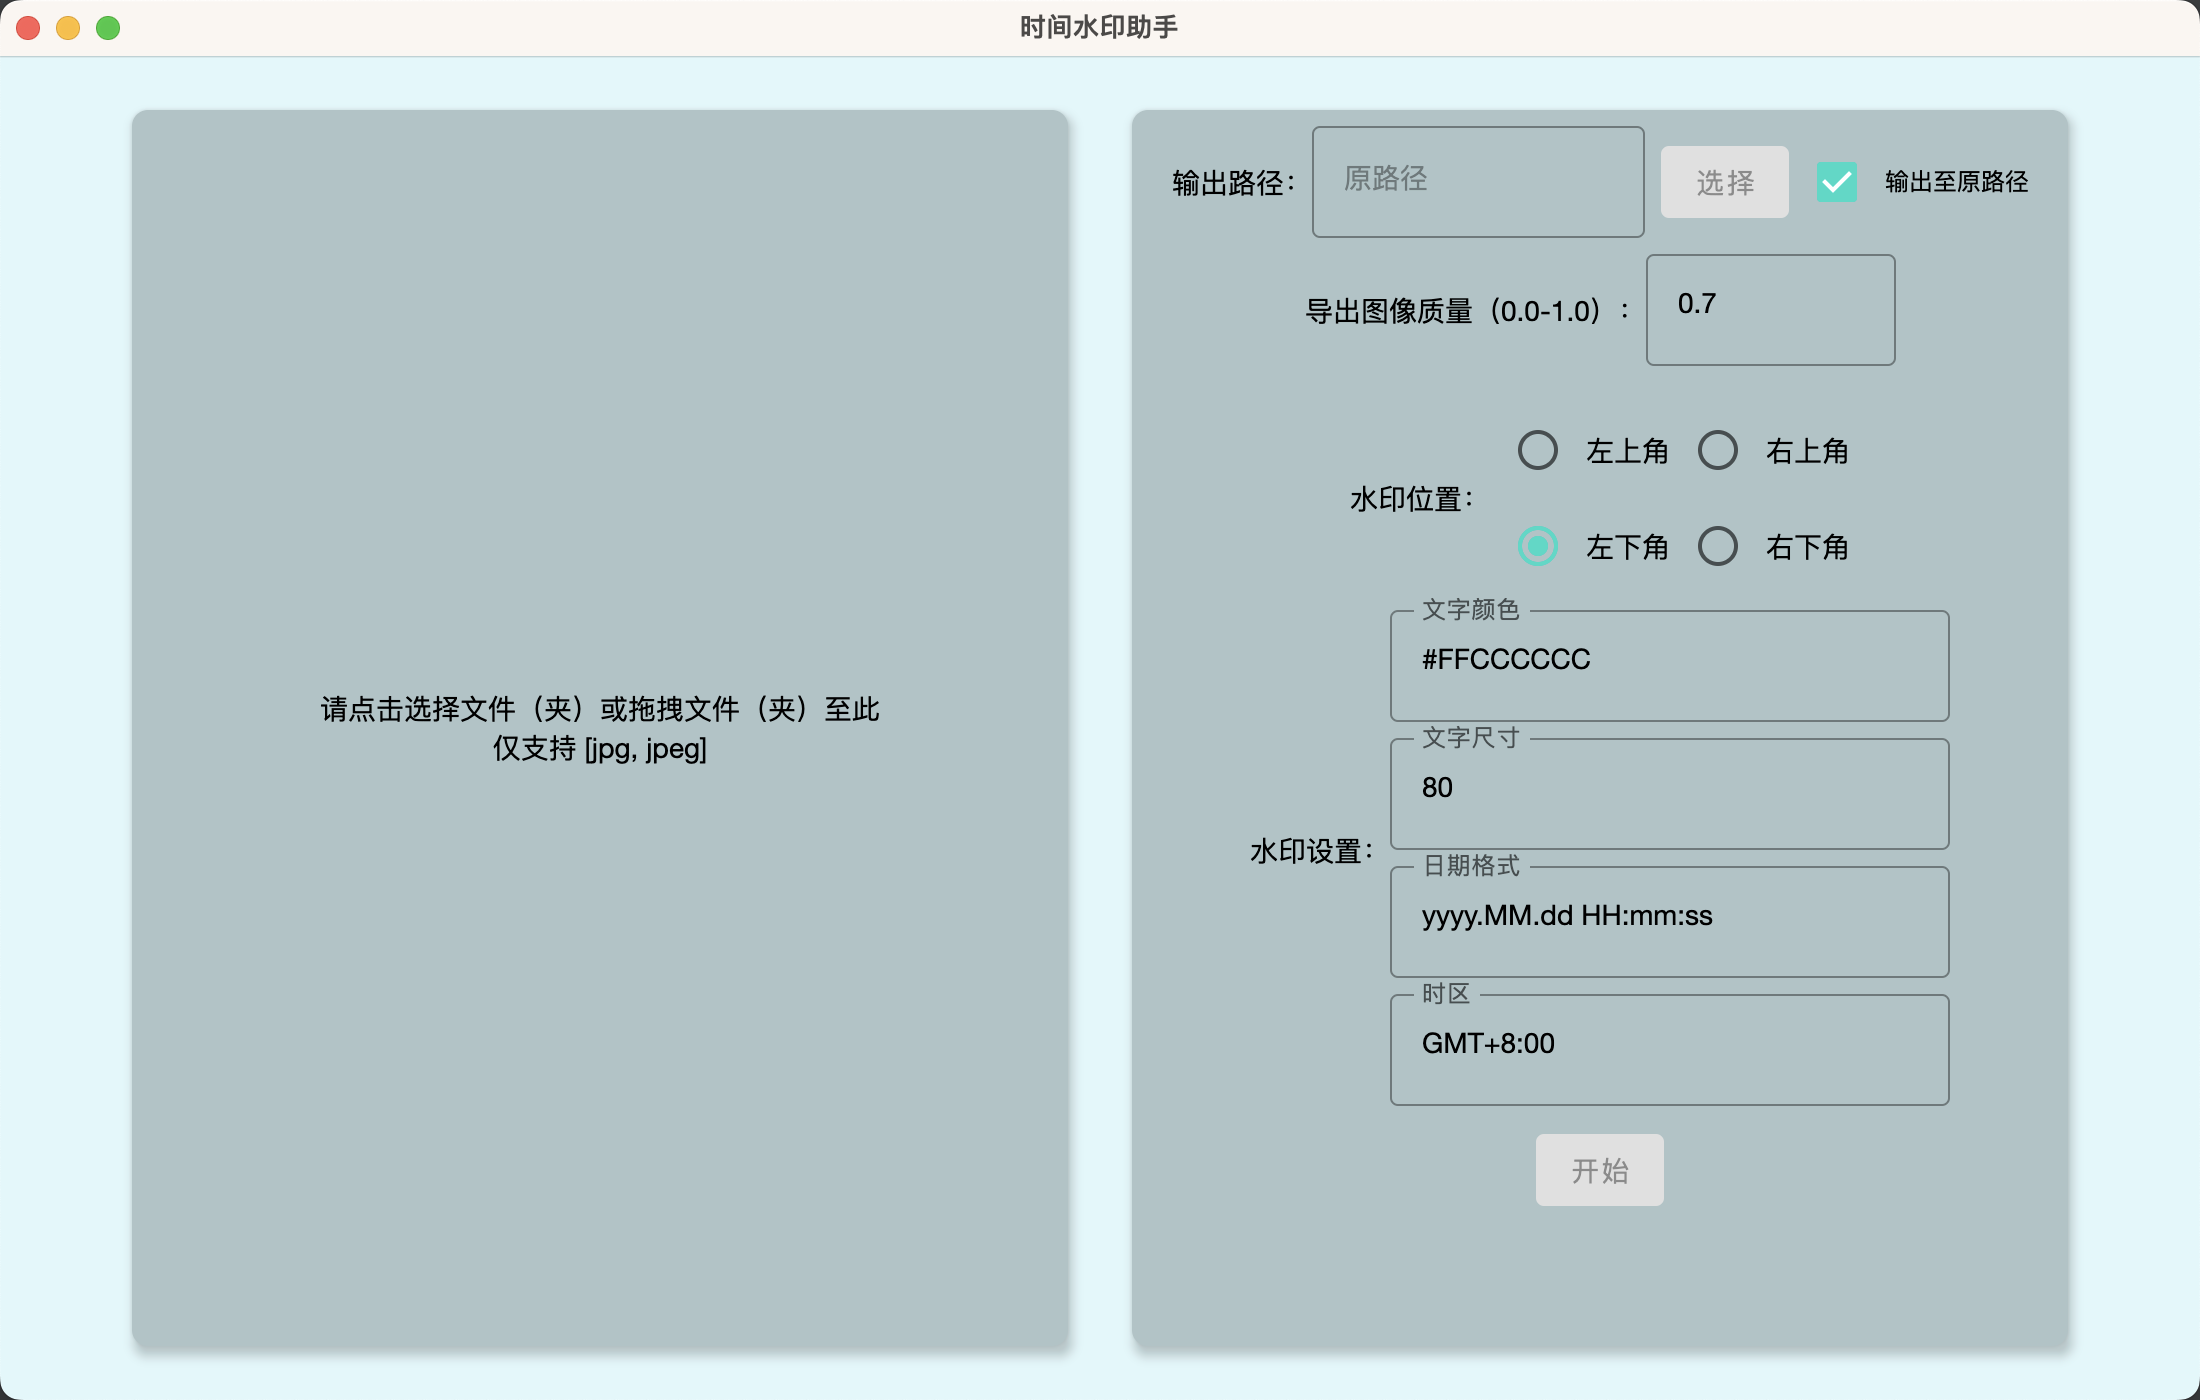 时间水印助手
请点击选择文件（夹）或拖拽文件（夹）至此
仅支持 [jpg, jpeg]
输出路径：
原路径
选择
输出至原路径
导出图像质量（0.0-1.0）：
0.7
水印位置：
左上角
右上角
左下角
右下角
水印设置：
文字颜色
#FFCCCCCC
文字尺寸
80
日期格式
yyyy.MM.dd HH:mm:ss
时区
GMT+8:00
开始